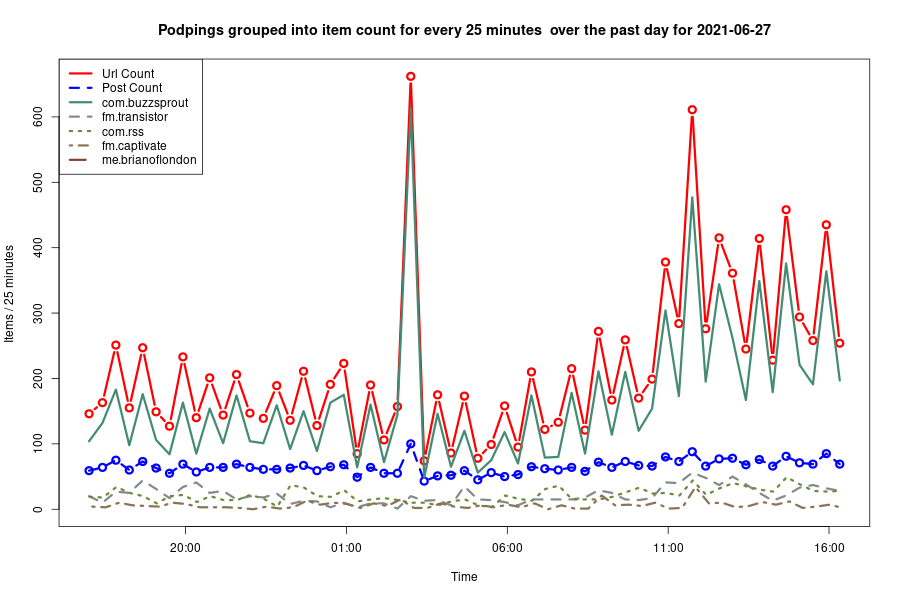 Podpings grouped into item count for every 25 minutes  over the past day for 2021-06-27
Url Count
Post Count
com.buzzsprout
fm.transistor
com.rss
fm.captivate
me.brianoflondon
600
500
400
300
200
100
0
Items / 25 minutes
20:00
01:00
06:00
11:00
16:00
Time